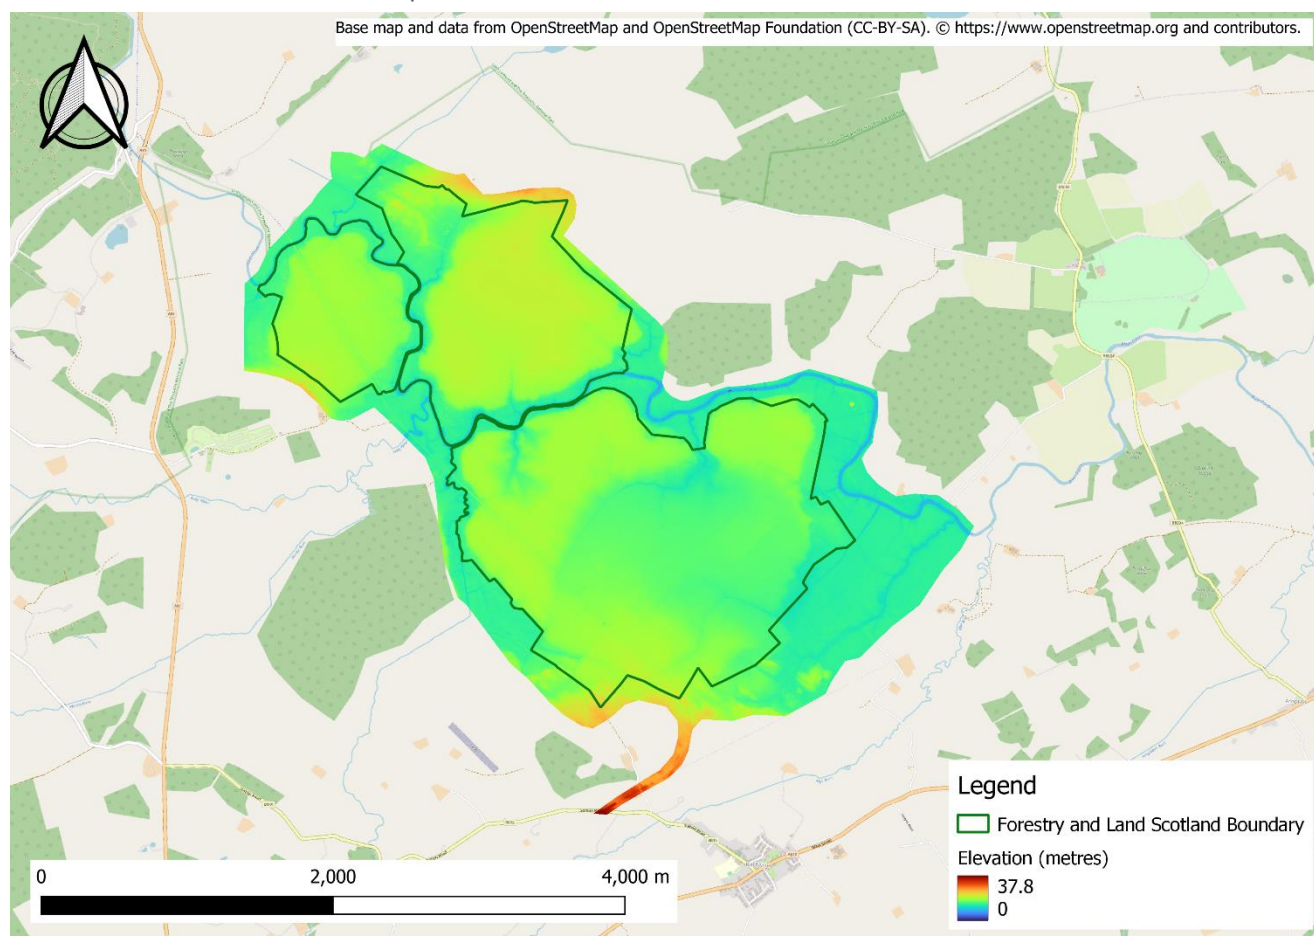 Base map and data from OpenStreetMap and OpenStreetMap Foundation (CC-BY-SA). © https://www.openstreetmap.org and contributors.
Legend
Forestry and Land Scotland Boundary
Elevation (metres)
37.8
0
0
2,000
4,000 m